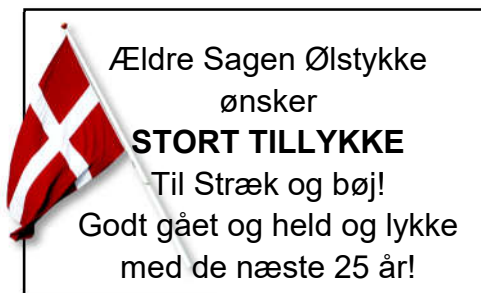 Ældre Sagen Ølstykke
ønsker
STORT TILLYKKE
Til Stræk og bøj!
Godt gået og held og lykke
med de næste 25 år!